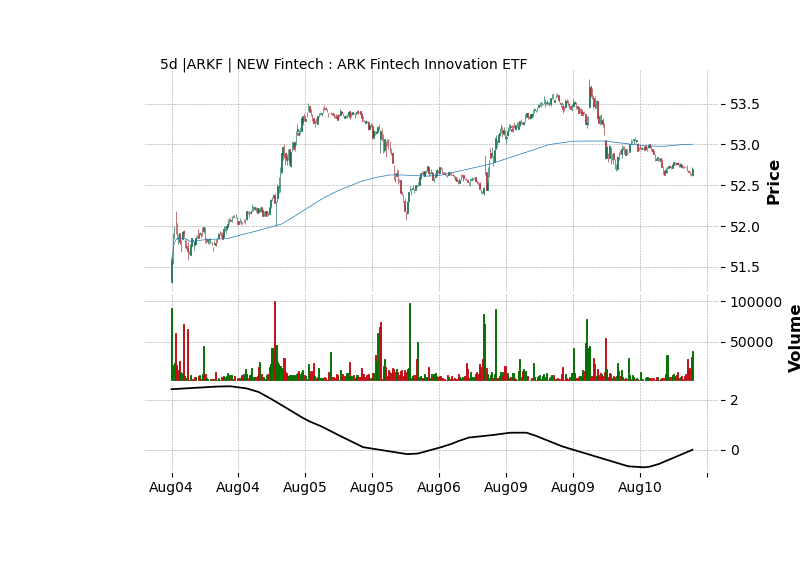 5d |ARKF | NEW Fintech : ARK Fintech Innovation ETF
53.5
53.0
52.5
52.0
51.5
Price
100000
50000
Volume
2
0
Aug04 Aug04 Aug05 Aug05 Aug06 Aug09 Aug09 Aug10